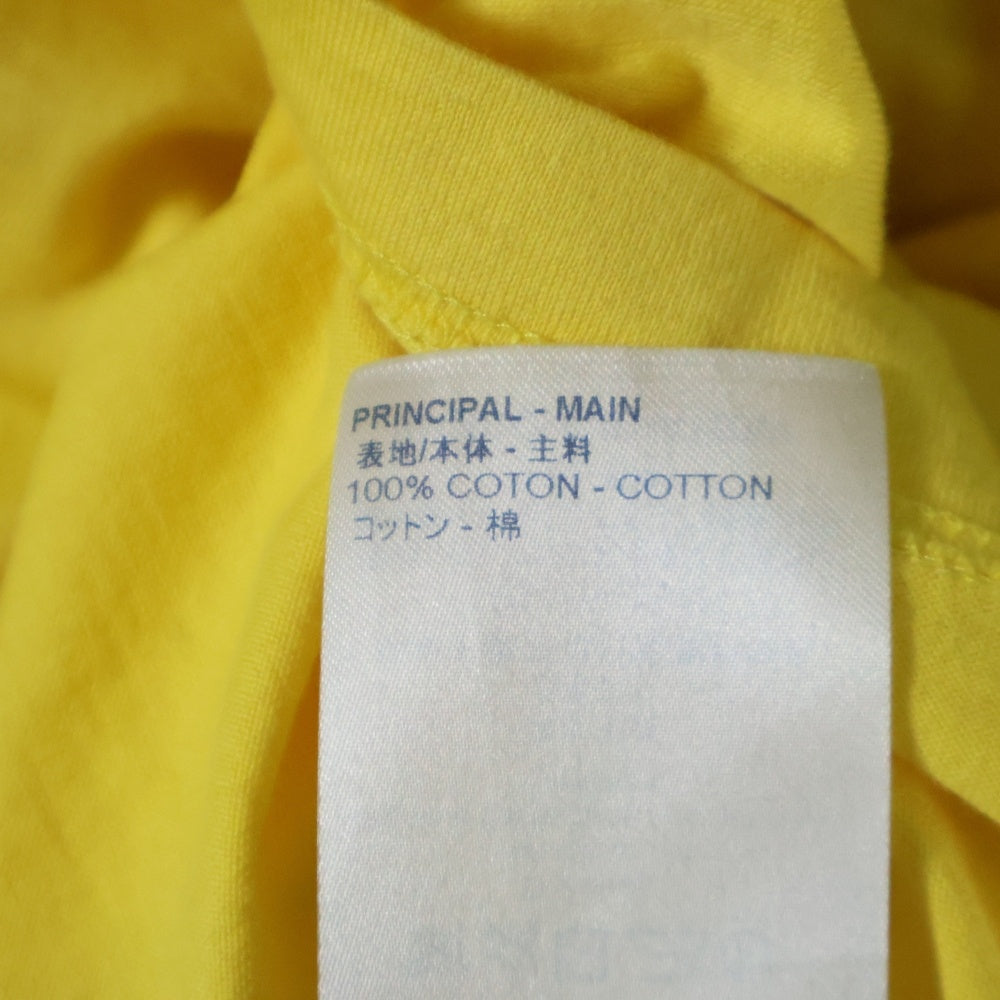 PRINCIPAL - MAIN
表地/本体 - 主料
100% COTON - COTTON
コットン - 棉